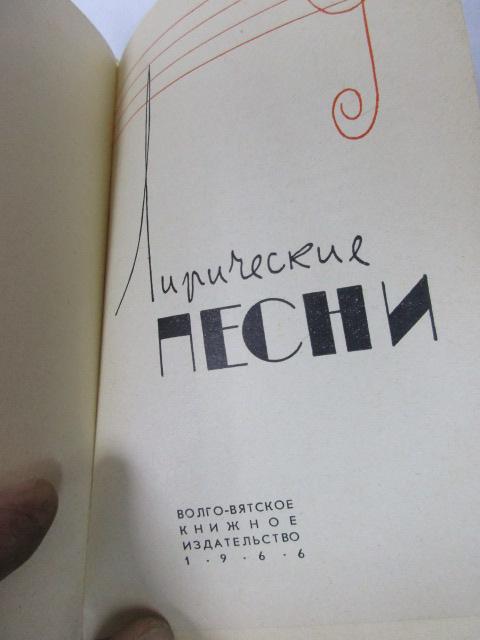 Лирические
ПЕСНИ
ВОЛГО-ВЯТСКОЕ
КНИЖНОЕ
ИЗДАТЕЛЬСТВО
1·9·6·6